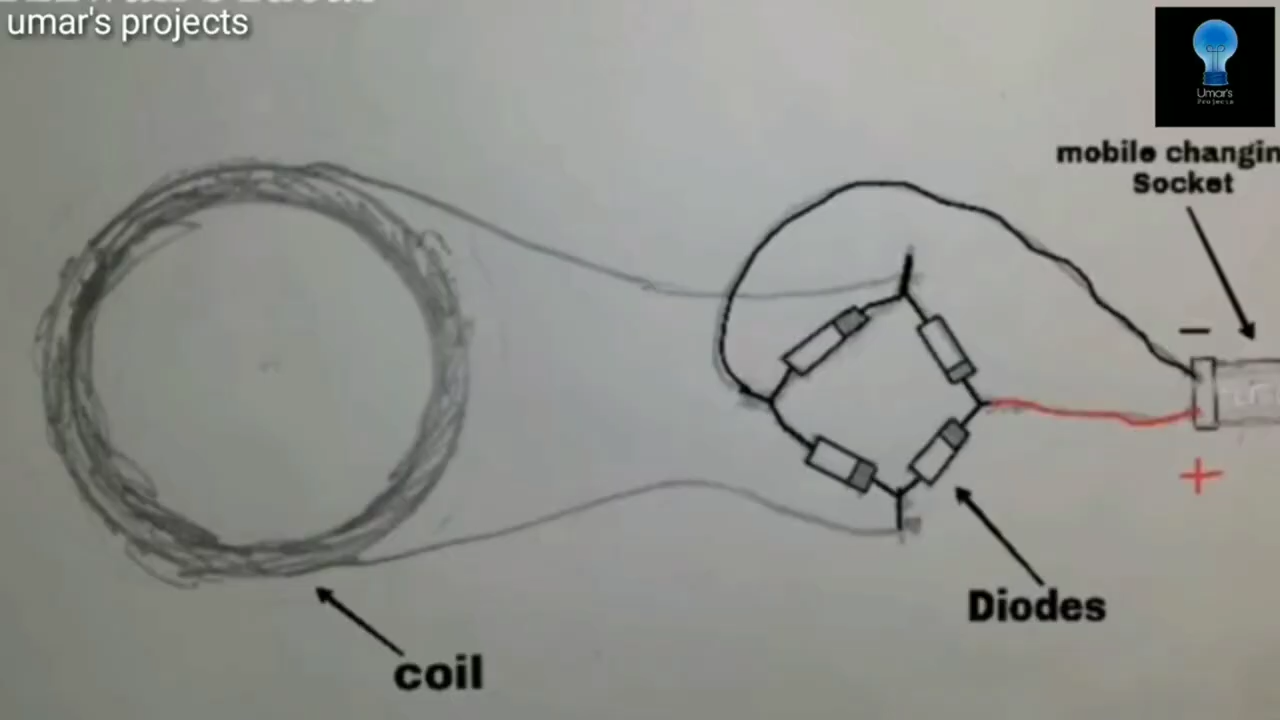 umar's projects
Umar's
Projects
mobile changin
Socket
−
+
Diodes
coil